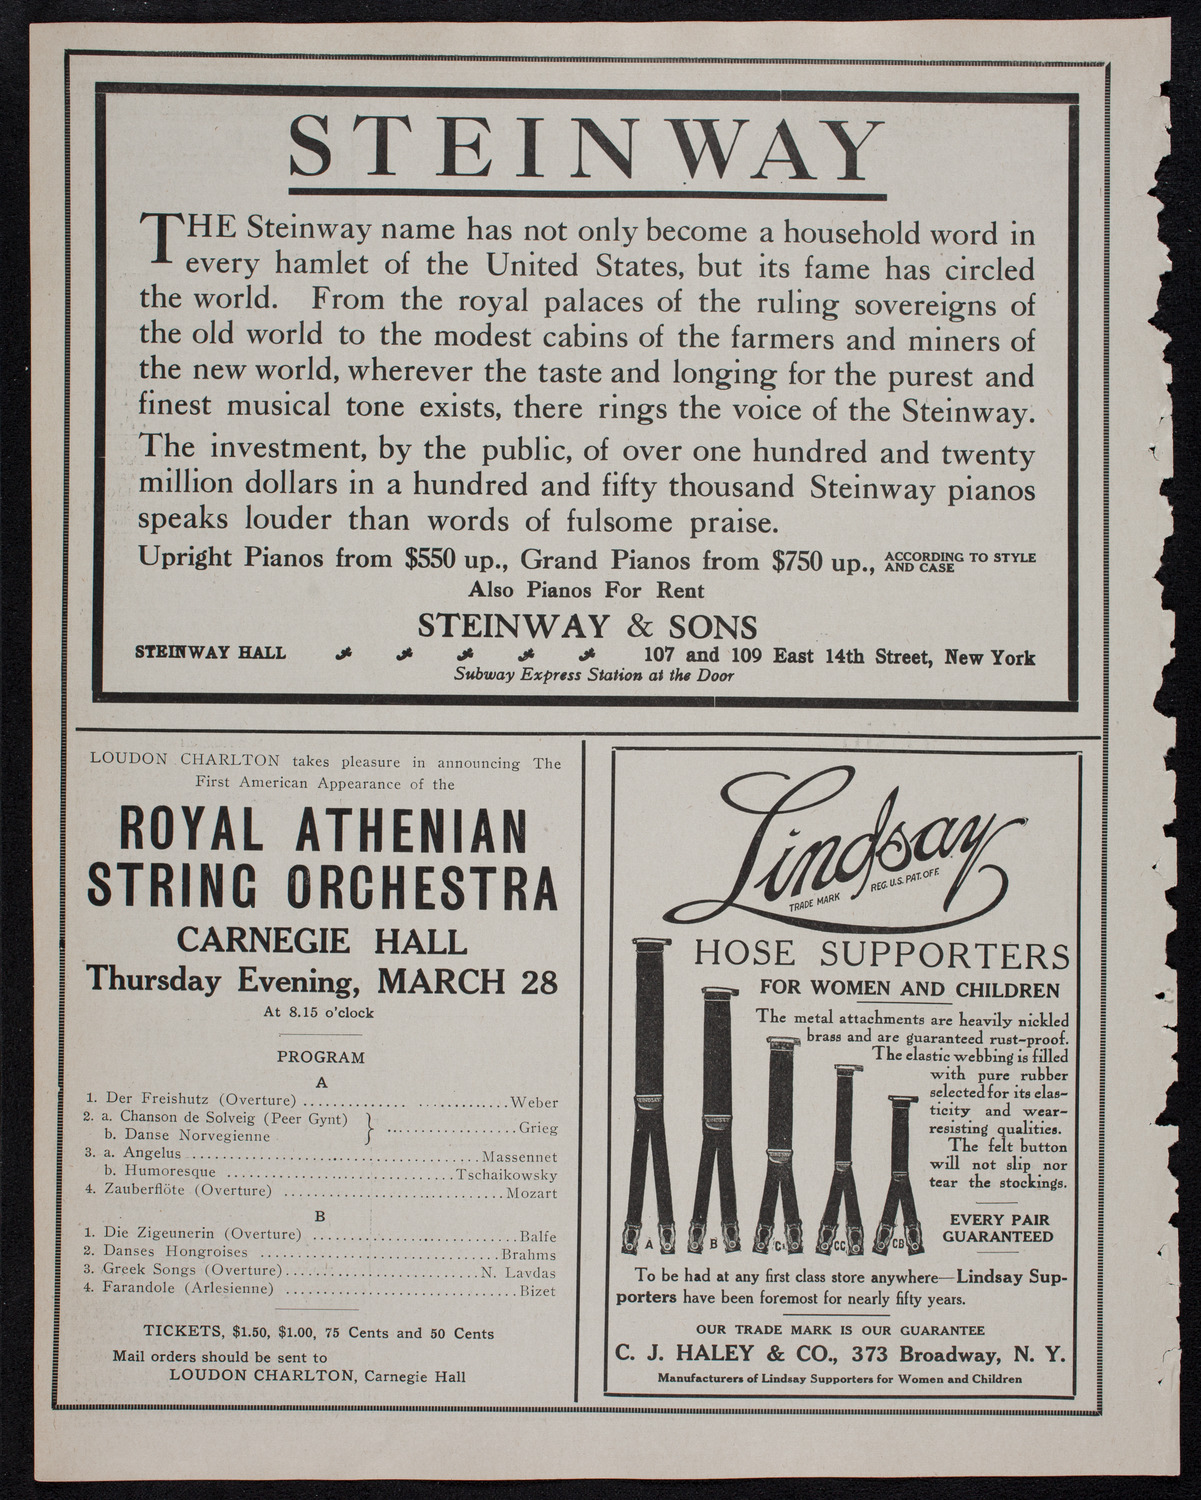 STEINWAY
THE Steinway name has not only become a household word in
every hamlet of the United States, but its fame has circled
the world. From the royal palaces of the ruling sovereigns of
the old world to the modest cabins of the farmers and miners of
the new world, wherever the taste and longing for the purest and
finest musical tone exists, there rings the voice of the Steinway.
The investment, by the public, of over one hundred and twenty
million dollars in a hundred and fifty thousand Steinway pianos
speaks louder than words of fulsome praise.
Upright Pianos from $550 up., Grand Pianos from $750 up., ACCORDING TO STYLE AND CASE
Also Pianos For Rent
STEINWAY & SONS
STEINWAY HALL 107 and 109 East 14th Street, New York
Subway Express Station at the Door
LOUDON CHARLTON takes pleasure in announcing The
First American Appearance of the
ROYAL ATHENIAN
STRING ORCHESTRA
CARNEGIE HALL
Thursday Evening, MARCH 28
At 8.15 o'clock
PROGRAM
A
1. Der Freishutz (Overture) ........................Weber
2. a. Chanson de Solveig (Peer Gynt)
b. Danse Norvegienne } ..................Grieg
3. a. Angelus ..................................Massennet
b. Humoresque ..........................Tschaikowsky
4. Zauberflöte (Overture) ..........................Mozart
B
1. Die Zigeunerin (Overture) ........................Balfe
2. Danses Hongroises ............................Brahms
3. Greek Songs (Overture)......................N. Lavdas
4. Farandole (Arlesienne) ..........................Bizet
TICKETS, $1.50, $1.00, 75 Cents and 50 Cents
Mail orders should be sent to
LOUDON CHARLTON, Carnegie Hall
Lindsay
TRADE MARK REG. U.S. PAT. OFF.
HOSE SUPPORTERS
FOR WOMEN AND CHILDREN
The metal attachments are heavily nickled
brass and are guaranteed rust-proof.
The elastic webbing is filled
with pure rubber
selected for its elas-
ticity and wear-
resisting qualities.
The felt button
will not slip nor
tear the stockings.
EVERY PAIR
GUARANTEED
A B C CC CB
To be had at any first class store anywhere—Lindsay Sup-
porters have been foremost for nearly fifty years.
OUR TRADE MARK IS OUR GUARANTEE
C. J. HALEY & CO., 373 Broadway, N. Y.
Manufacturers of Lindsay Supporters for Women and Children